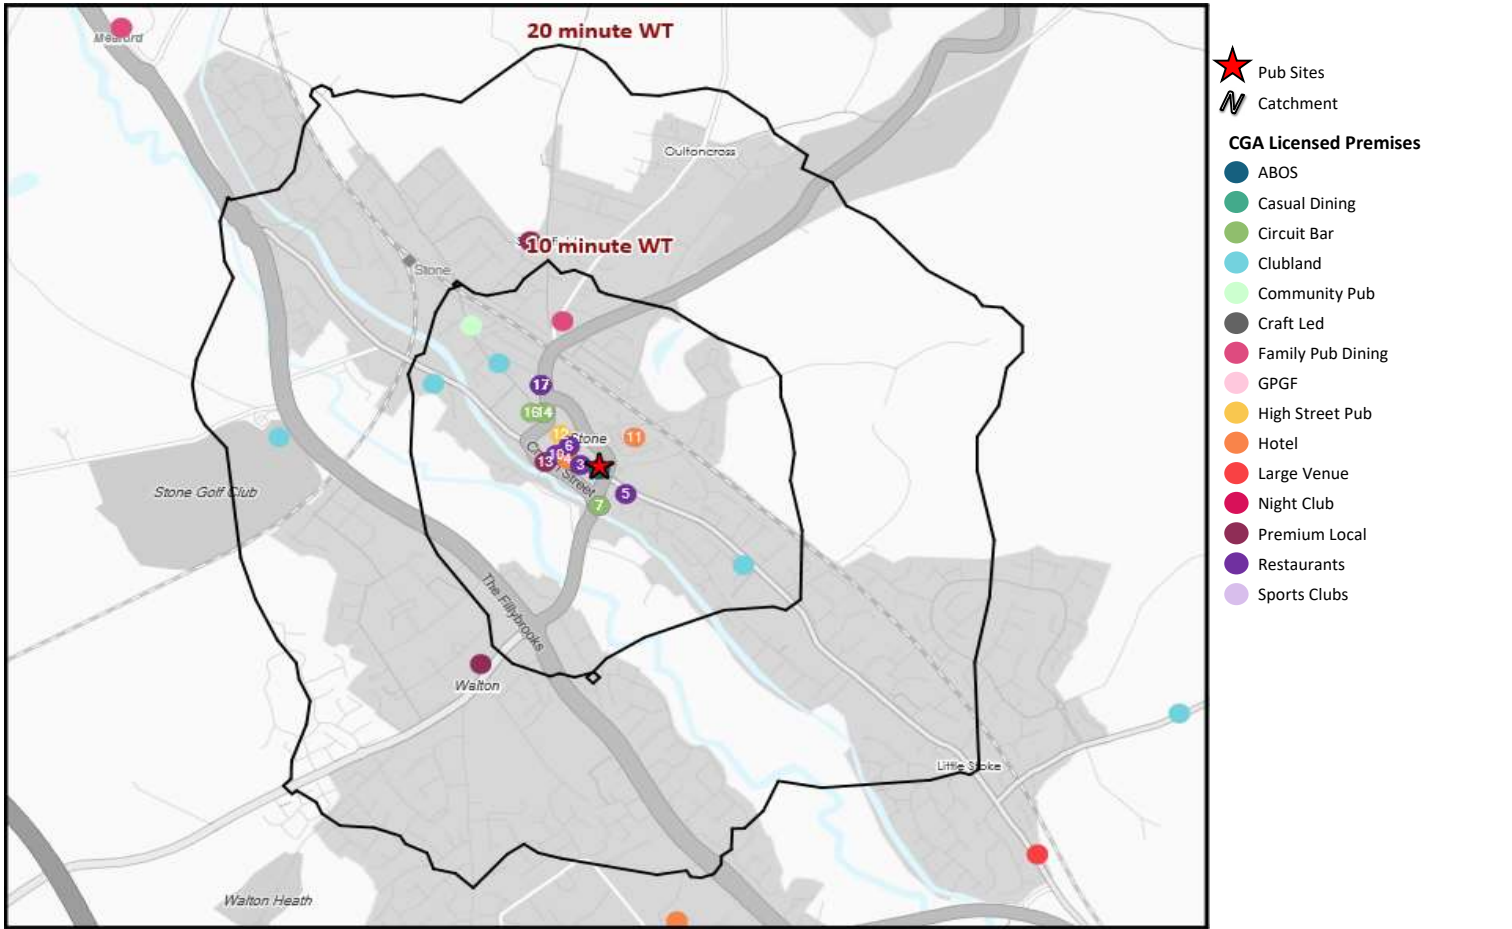 20 minute WT
Meaford
Oultoncross
10 minute WT
Stone
17
16
14
12
Stone
11
6
10
13
4
3
Street
5
7
Stone Golf Club
The Fillybrooks
Walton
Little Stoke
Walton Heath
Pub Sites
Catchment
CGA Licensed Premises
ABOS
Casual Dining
Circuit Bar
Clubland
Community Pub
Craft Led
Family Pub Dining
GPGF
High Street Pub
Hotel
Large Venue
Night Club
Premium Local
Restaurants
Sports Clubs